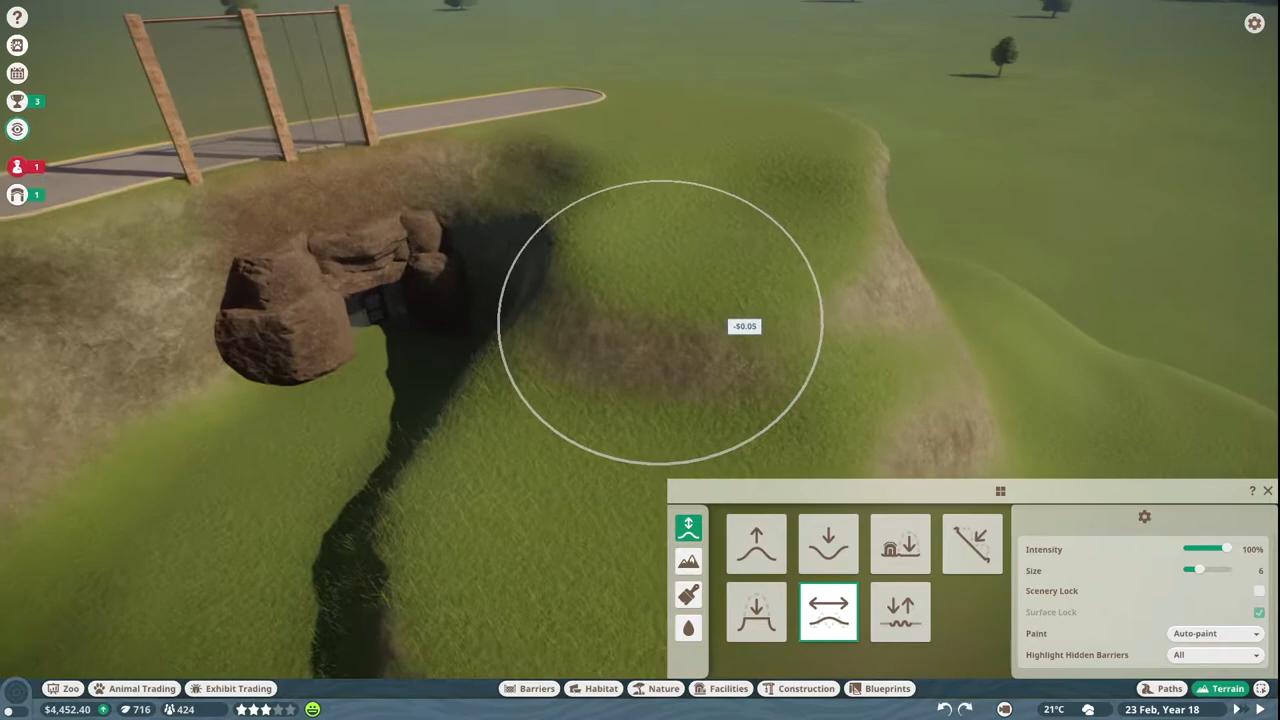 ?
3
1
1
-$0.05
?
Intensity 100%
Size 6
Scenery Lock
Surface Lock
Paint Auto-paint
Highlight Hidden Barriers All
Zoo Animal Trading Exhibit Trading Barriers Habitat Nature Facilities Construction Blueprints Paths Terrain
$4,452.40 716 424 21°C 23 Feb, Year 18